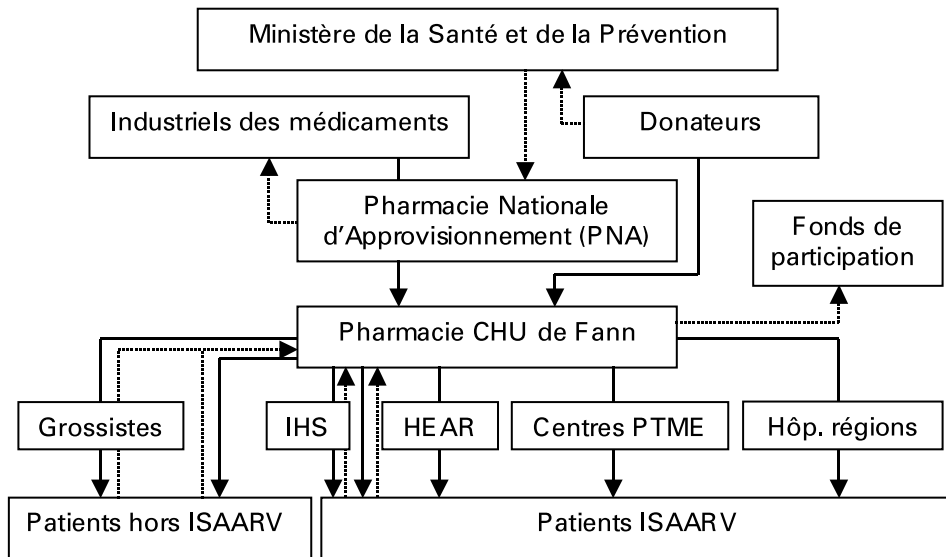 Ministère de la Santé et de la Prévention
Industriels des médicaments
Donateurs
Pharmacie Nationale
d'Approvisionnement (PNA)
Fonds de
participation
Pharmacie CHU de Fann
Grossistes
IHS
HEAR
Centres PTME
Hôp. régions
Patients hors ISAARV
Patients ISAARV